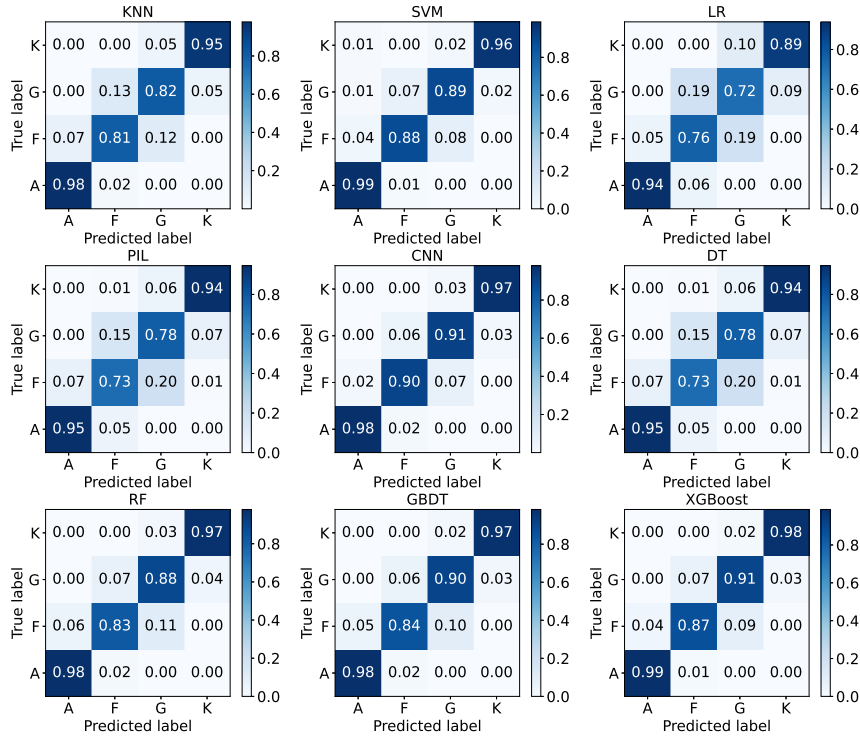 KNN SVM LR
K 0.00 0.00 0.05 0.95 K 0.01 0.00 0.02 0.96 K 0.00 0.00 0.10 0.89
0.8 0.8 0.8
G 0.00 0.13 0.82 0.05 G 0.01 0.07 0.89 0.02 G 0.00 0.19 0.72 0.09
0.6 0.6 0.6
True label True label True label
0.4 0.4 0.4
F 0.07 0.81 0.12 0.00 F 0.04 0.88 0.08 0.00 F 0.05 0.76 0.19 0.00
0.2 0.2 0.2
A 0.98 0.02 0.00 0.00 A 0.99 0.01 0.00 0.00 A 0.94 0.06 0.00 0.00
0.0 0.0
A F G K A F G K A F G K
Predicted label Predicted label Predicted label
PIL CNN DT
K 0.00 0.01 0.06 0.94 K 0.00 0.00 0.03 0.97 K 0.00 0.01 0.06 0.94
0.8 0.8 0.8
G 0.00 0.15 0.78 0.07 G 0.00 0.06 0.91 0.03 G 0.00 0.15 0.78 0.07
0.6 0.6 0.6
True label True label True label
0.4 0.4 0.4
F 0.07 0.73 0.20 0.01 F 0.02 0.90 0.07 0.00 F 0.07 0.73 0.20 0.01
0.2 0.2 0.2
A 0.95 0.05 0.00 0.00 A 0.98 0.02 0.00 0.00 A 0.95 0.05 0.00 0.00
0.0 0.0
A F G K A F G K A F G K
Predicted label Predicted label Predicted label
RF GBDT XGBoost
K 0.00 0.00 0.03 0.97 K 0.00 0.00 0.02 0.97 K 0.00 0.00 0.02 0.98
0.8 0.8 0.8
G 0.00 0.07 0.88 0.04 G 0.00 0.06 0.90 0.03 G 0.00 0.07 0.91 0.03
0.6 0.6 0.6
True label True label True label
0.4 0.4 0.4
F 0.06 0.83 0.11 0.00 F 0.05 0.84 0.10 0.00 F 0.04 0.87 0.09 0.00
0.2 0.2 0.2
A 0.98 0.02 0.00 0.00 A 0.98 0.02 0.00 0.00 A 0.99 0.01 0.00 0.00
0.0 0.0 0.0
A F G K A F G K A F G K
Predicted label Predicted label Predicted label